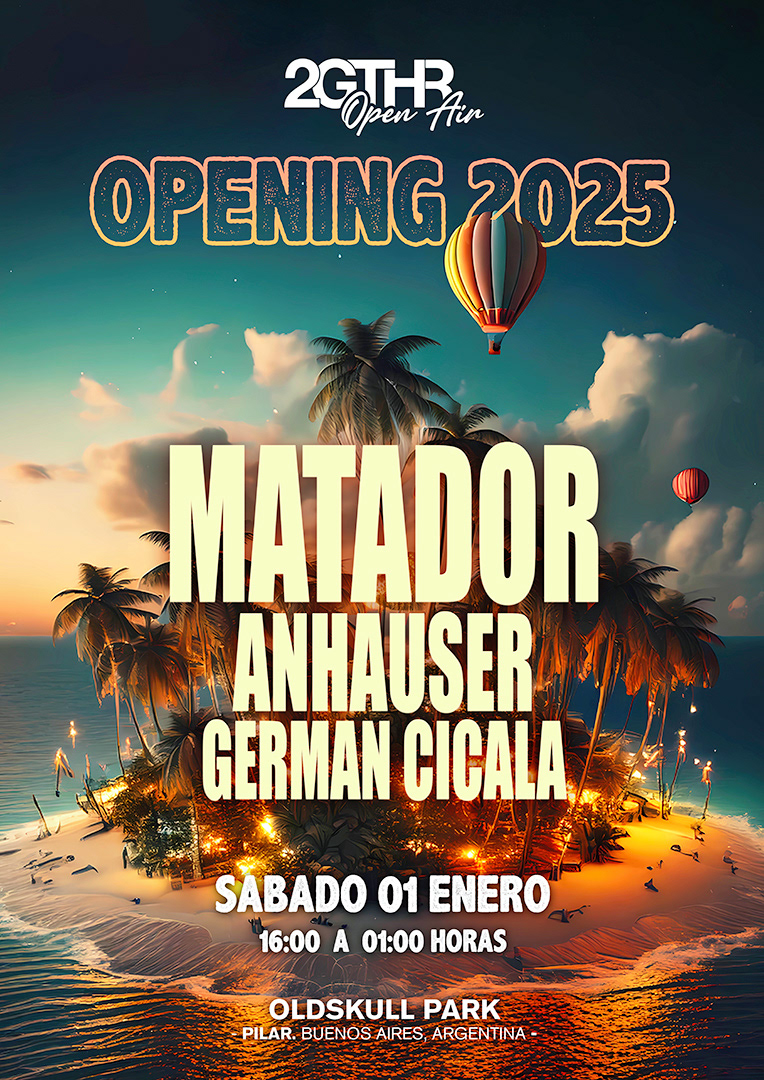 2GTHR
Open Air
OPENING 2025
MATADOR
ANHAUSER
GERMAN CICALA
SABADO 01 ENERO
16:00 A 01:00 HORAS
OLDSKULL PARK
- PILAR. BUENOS AIRES, ARGENTINA -